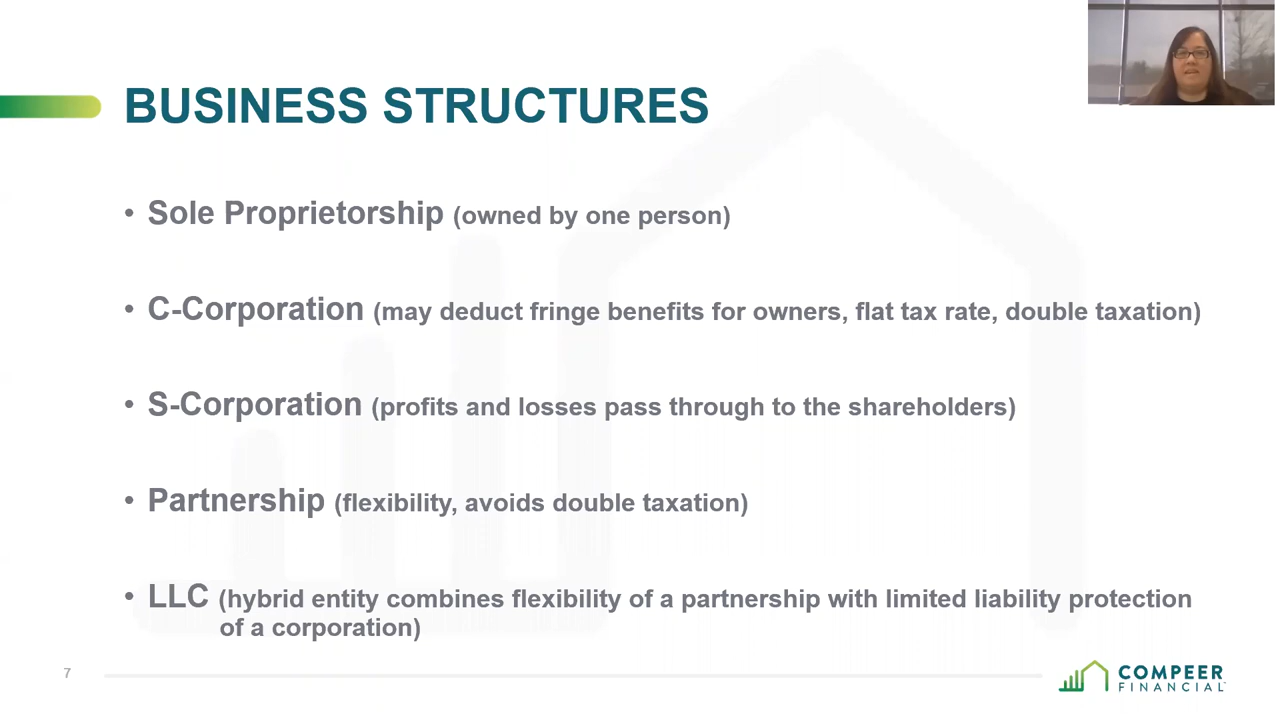 BUSINESS STRUCTURES
• Sole Proprietorship (owned by one person)
• C-Corporation (may deduct fringe benefits for owners, flat tax rate, double taxation)
• S-Corporation (profits and losses pass through to the shareholders)
• Partnership (flexibility, avoids double taxation)
• LLC (hybrid entity combines flexibility of a partnership with limited liability protection
of a corporation)
7
COMPEER
FINANCIAL